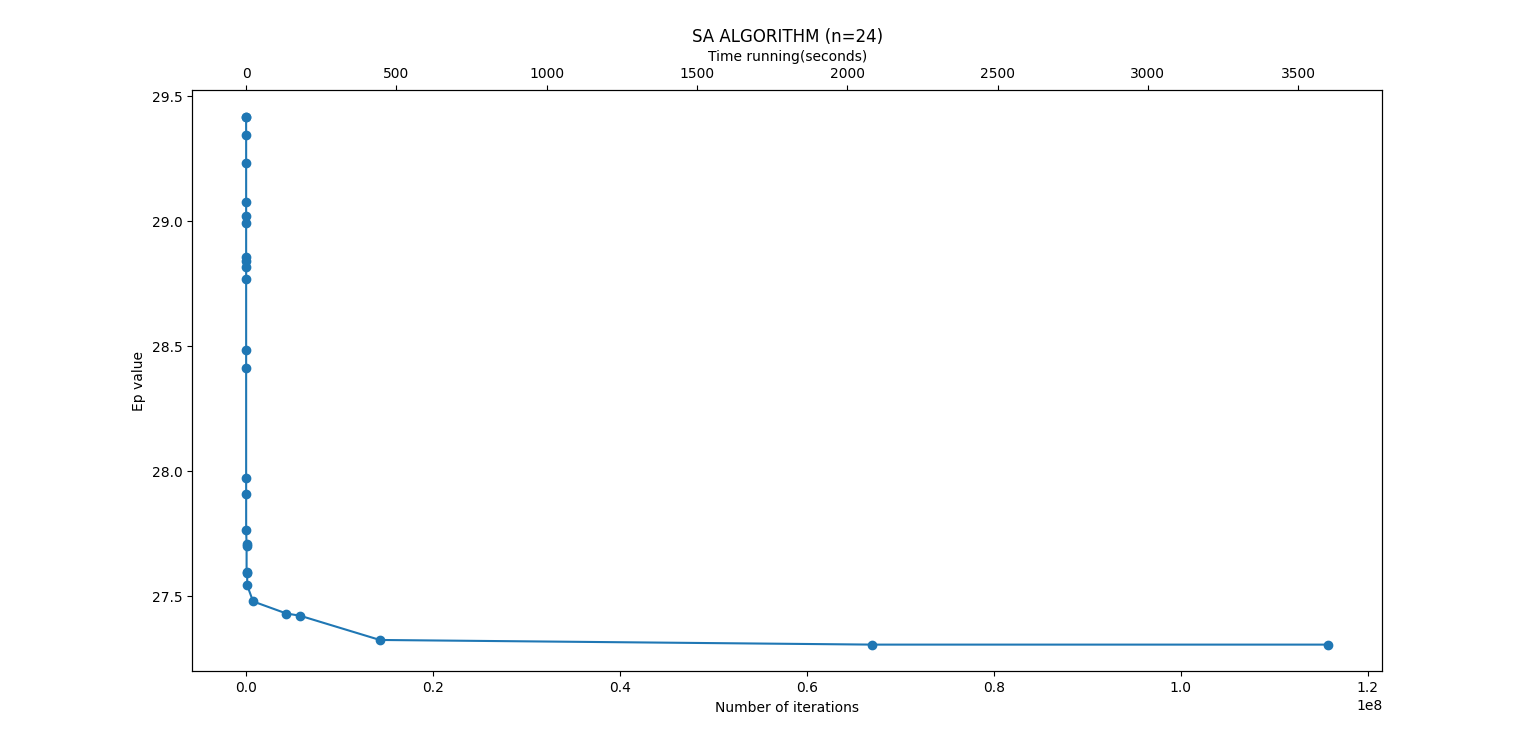 SA ALGORITHM (n=24)
Time running(seconds)
0 500 1000 1500 2000 2500 3000 3500
29.5
29.0
28.5
28.0
27.5
Ep value
0.0 0.2 0.4 0.6 0.8 1.0 1.2
1e8
Number of iterations